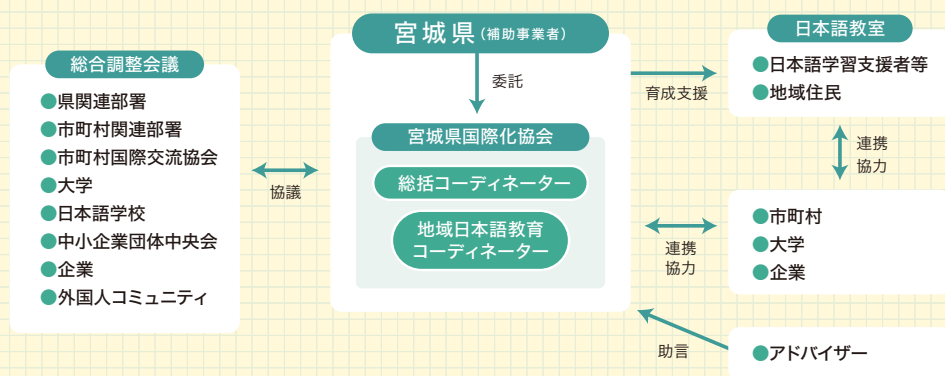 総合調整会議
●県関連部署
●市町村関連部署
●市町村国際交流協会
●大学
●日本語学校
●中小企業団体中央会
●企業
●外国人コミュニティ
協議
宮城県（補助事業者）
委託
宮城県国際化協会
総括コーディネーター
地域日本語教育
コーディネーター
育成支援
日本語教室
●日本語学習支援者等
●地域住民
連携
協力
連携
協力
●市町村
●大学
●企業
助言
●アドバイザー